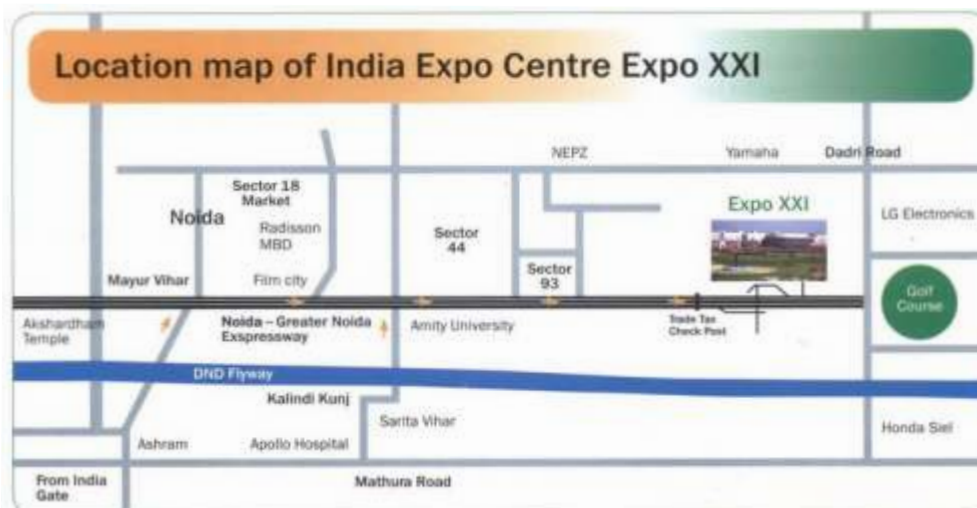 Location map of India Expo Centre Expo XXI
NEPZ
Yamaha
Dadri Road
Sector 18
Market
Noida
Radisson
MBD
Sector
44
Expo XXI
LG Electronics
Mayur Vihar
Film city
Sector
93
Golf
Course
Akshardham
Temple
Noida – Greater Noida
Exspressway
Amity University
Trade Tax
Check Post
DND Flyway
Kalindi Kunj
Sarita Vihar
Honda Siel
Ashram
Apollo Hospital
From India
Gate
Mathura Road